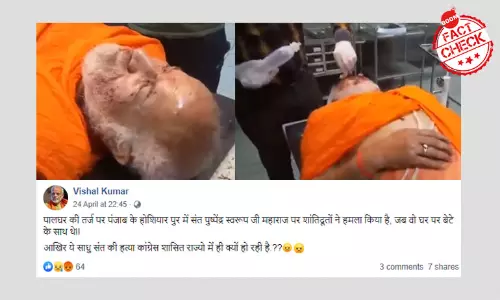 BOOM
FACT
CHECK
Vishal Kumar
24 April at 22:45 ·
पालघर की तर्ज पर पंजाब के होशियार पुर में संत पुष्पेंद्र स्वरूप जी महाराज पर शांतिदूतों ने हमला किया है, जब वो घर पर बेटे
के साथ थे।l
आखिर ये साधु संत की हत्या कांग्रेस शासित राज्यो में ही क्यों हो रही है ??😠😠
64
3 comments 7 shares